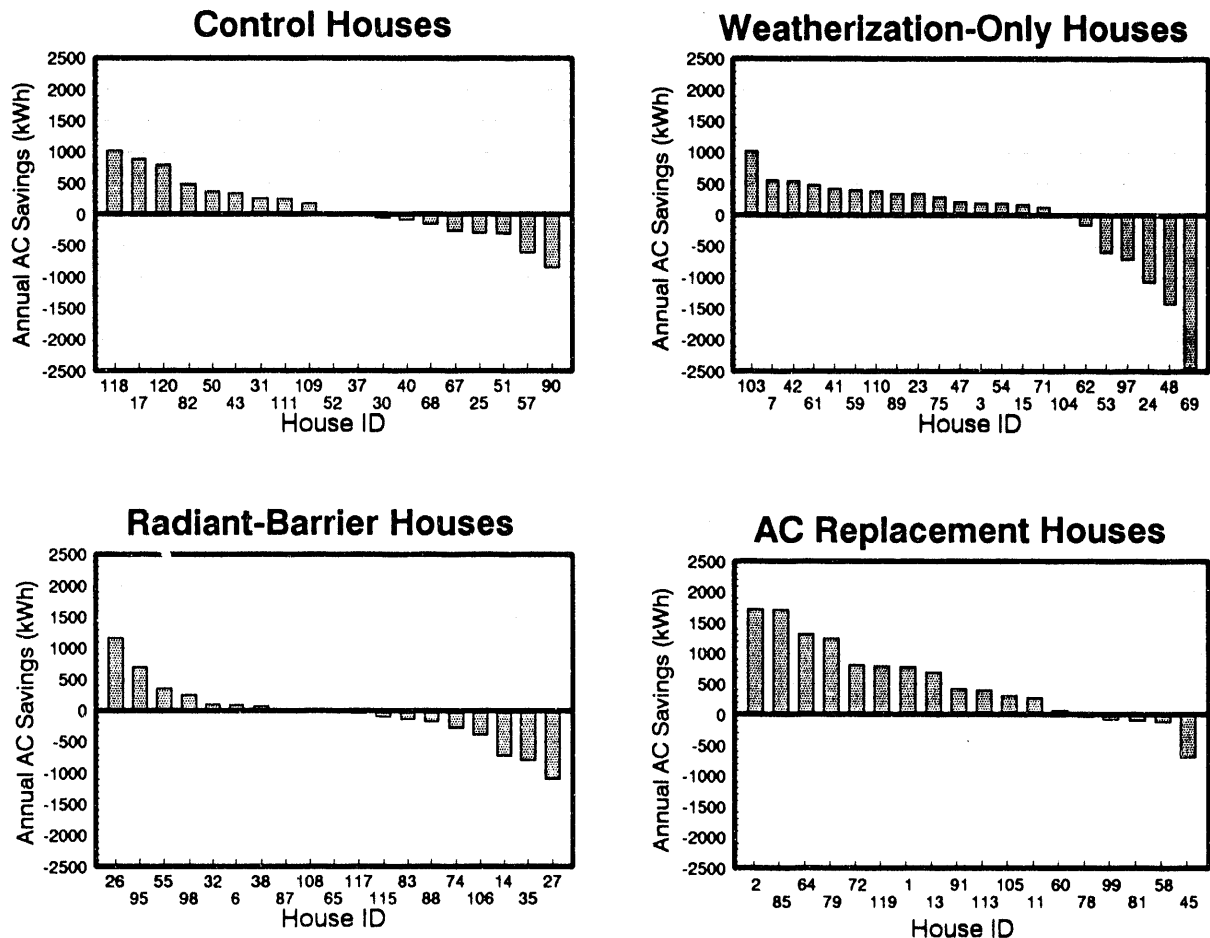 Control Houses
Annual AC Savings (kWh)
2500
2000
1500
1000
500
0
-500
-1000
-1500
-2000
-2500
118 120 50 31 109 37 40 67 51 90
17 82 43 111 52 30 68 25 57
House ID
Weatherization-Only Houses
Annual AC Savings (kWh)
2500
2000
1500
1000
500
0
-500
-1000
-1500
-2000
-2500
103 42 41 110 23 47 54 71 62 97 48
7 61 59 89 75 3 15 104 53 24 69
House ID
Radiant-Barrier Houses
Annual AC Savings (kWh)
2500
2000
1500
1000
500
0
-500
-1000
-1500
-2000
-2500
26 55 32 38 108 117 83 74 14 27
95 98 6 87 65 115 88 106 35
House ID
AC Replacement Houses
Annual AC Savings (kWh)
2500
2000
1500
1000
500
0
-500
-1000
-1500
-2000
-2500
2 64 72 1 91 105 60 99 58
85 79 119 13 113 11 78 81 45
House ID